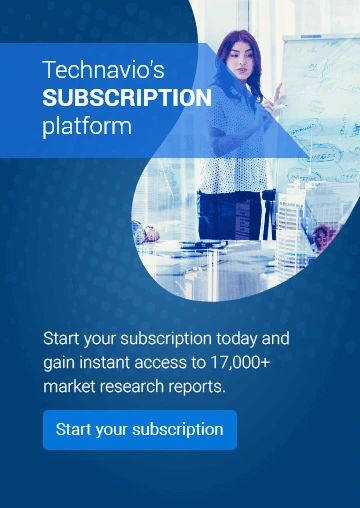 Technavio's
SUBSCRIPTION
platform
Start your subscription today and
gain instant access to 17,000+
market research reports.
Start your subscription